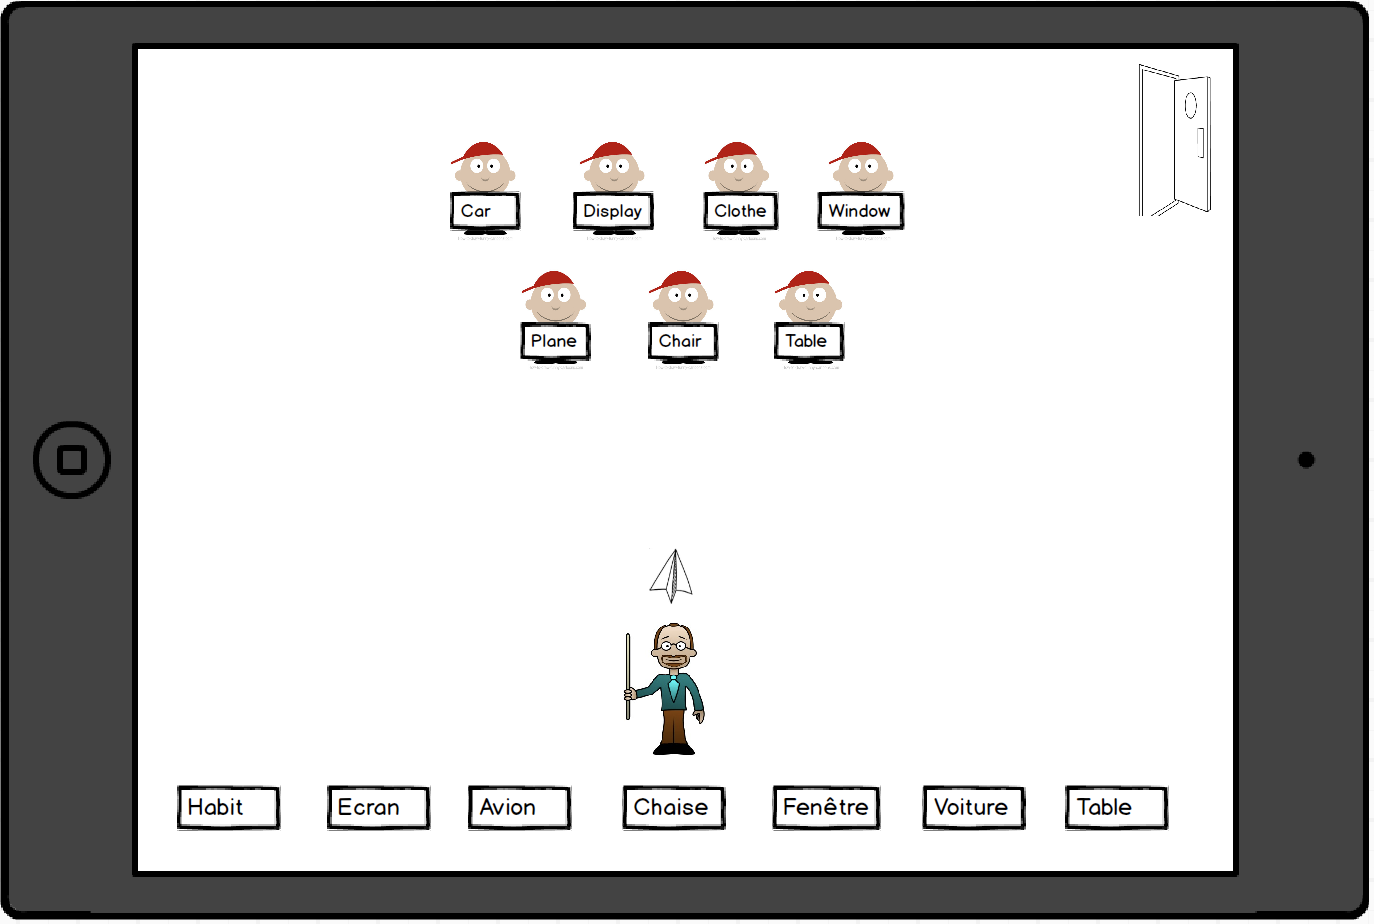 Car
Display
Clothe
Window
Plane
Chair
Table
Habit
Ecran
Avion
Chaise
Fenêtre
Voiture
Table